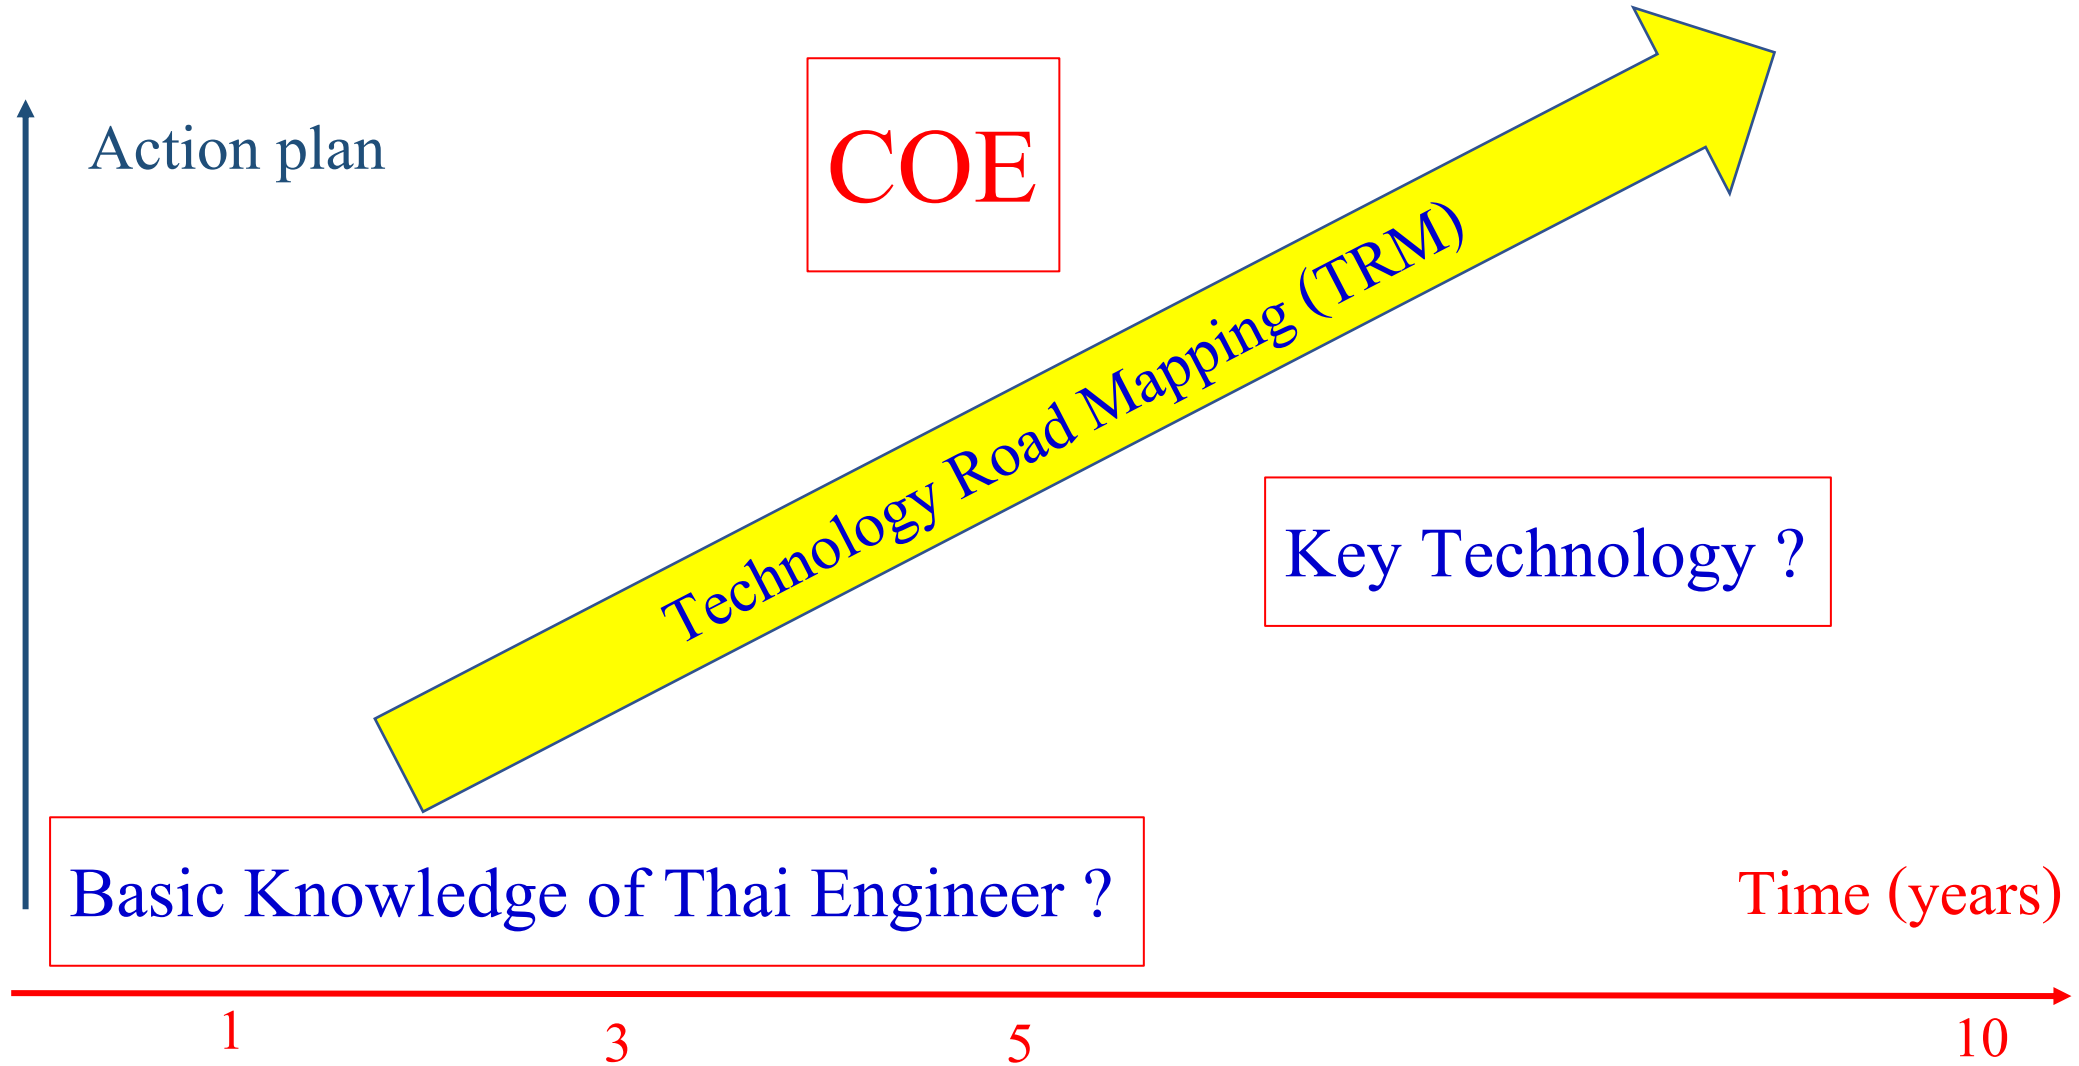 COE
Action plan
Technology Road Mapping (TRM)
Key Technology ?
Basic Knowledge of Thai Engineer ?
Time (years)
1
3
5
10